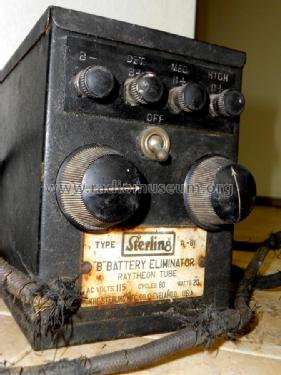 B- DET. MED. HIGH
B+ B+ B+
OFF
www.radiomuseum.org
TYPE Sterling R-81
"B" BATTERY ELIMINATOR
RAYTHEON TUBE
AC VOLTS 115 CYCLES 60 WATTS 20
CLEVELAND, O. U.S.A.